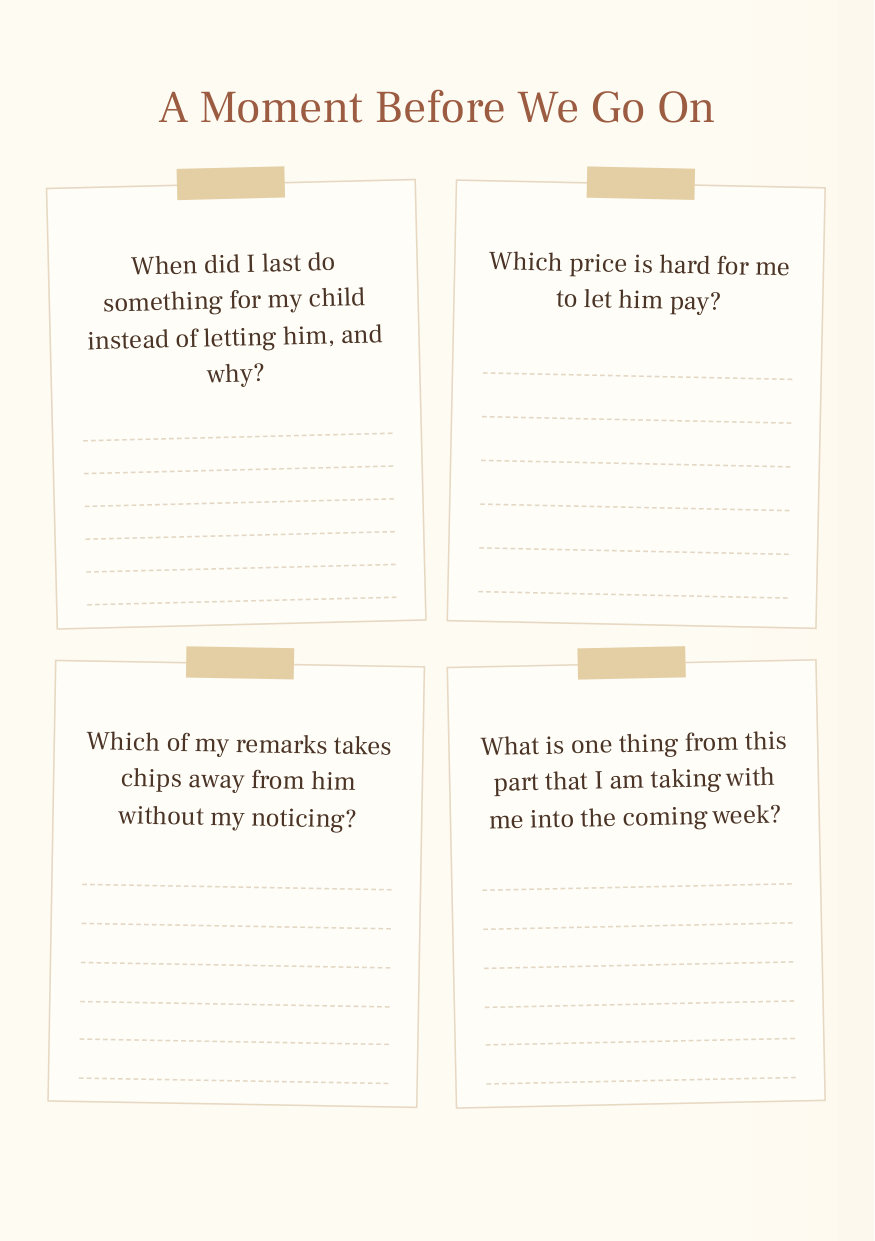 A Moment Before We Go On
When did I last do
something for my child
instead of letting him, and
why?
Which price is hard for me
to let him pay?
Which of my remarks takes
chips away from him
without my noticing?
What is one thing from this
part that I am taking with
me into the coming week?